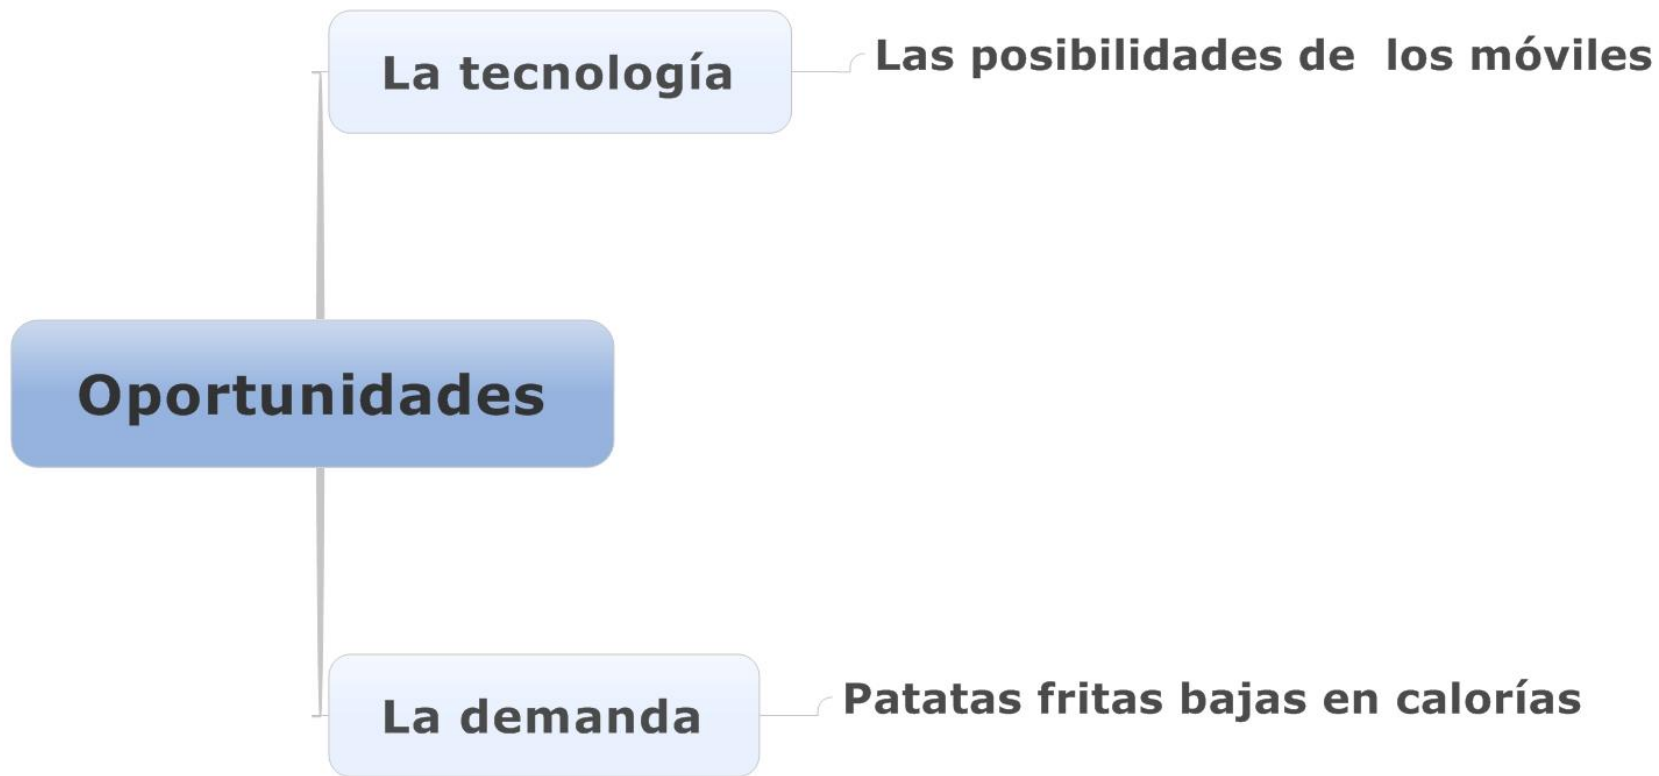 La tecnología
Las posibilidades de  los móviles
Oportunidades
La demanda
Patatas fritas bajas en calorías